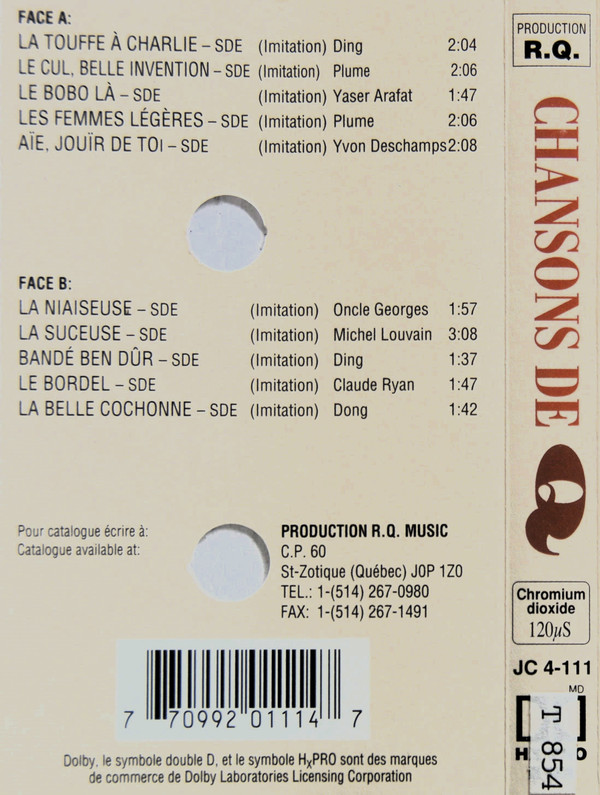 FACE A:
LA TOUFFE À CHARLIE – SDE (Imitation) Ding 2:04
LE CUL, BELLE INVENTION – SDE (Imitation) Plume 2:06
LE BOBO LÀ – SDE (Imitation) Yaser Arafat 1:47
LES FEMMES LÉGÈRES – SDE (Imitation) Plume 2:06
AÏE, JOUÏR DE TOI – SDE (Imitation) Yvon Deschamps 2:08
FACE B:
LA NIAISEUSE – SDE (Imitation) Oncle Georges 1:57
LA SUCEUSE – SDE (Imitation) Michel Louvain 3:08
BANDÉ BEN DÛR – SDE (Imitation) Ding 1:37
LE BORDEL – SDE (Imitation) Claude Ryan 1:47
LA BELLE COCHONNE – SDE (Imitation) Dong 1:42
Pour catalogue écrire à:
Catalogue available at:
PRODUCTION R.Q. MUSIC
C.P. 60
St-Zotique (Québec) J0P 1Z0
TEL.: 1-(514) 267-0980
FAX: 1-(514) 267-1491
7 70992 01114 7
Dolby, le symbole double D, et le symbole HxPRO sont des marques
de commerce de Dolby Laboratories Licensing Corporation
PRODUCTION
R.Q.
CHANSONS DE Q
Chromium
dioxide
120µS
JC 4-111
MD
T 854